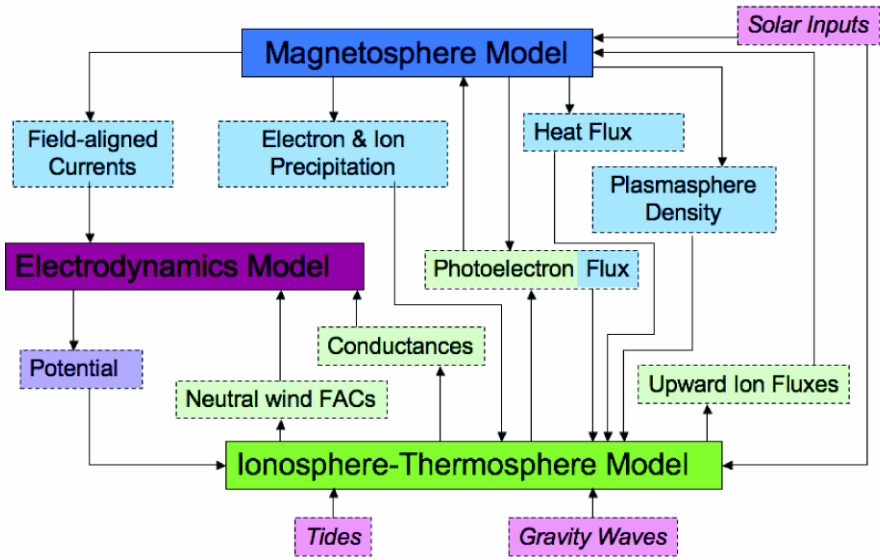 Solar Inputs
Magnetosphere Model
Field-aligned
Currents
Electron & Ion
Precipitation
Heat Flux
Plasmasphere
Density
Electrodynamics Model
Photoelectron Flux
Potential
Conductances
Neutral wind FACs
Upward Ion Fluxes
Ionosphere-Thermosphere Model
Tides
Gravity Waves